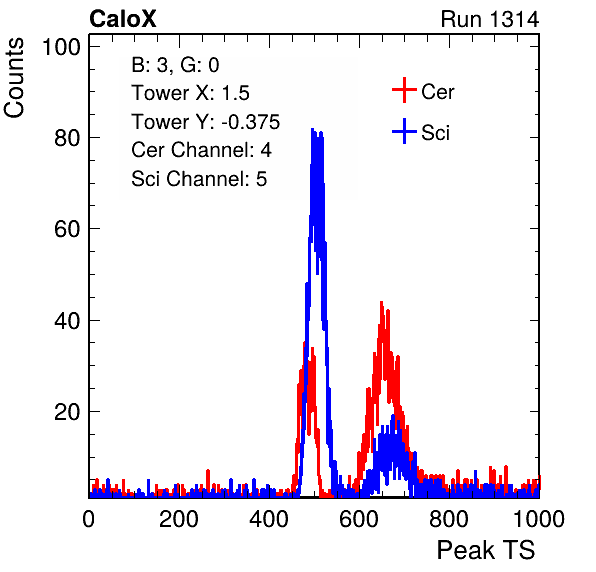 CaloX Run 1314
Counts
100
80
60
40
20
B: 3, G: 0
Tower X: 1.5
Tower Y: -0.375
Cer Channel: 4
Sci Channel: 5
Cer
Sci
0 200 400 600 800 1000
Peak TS